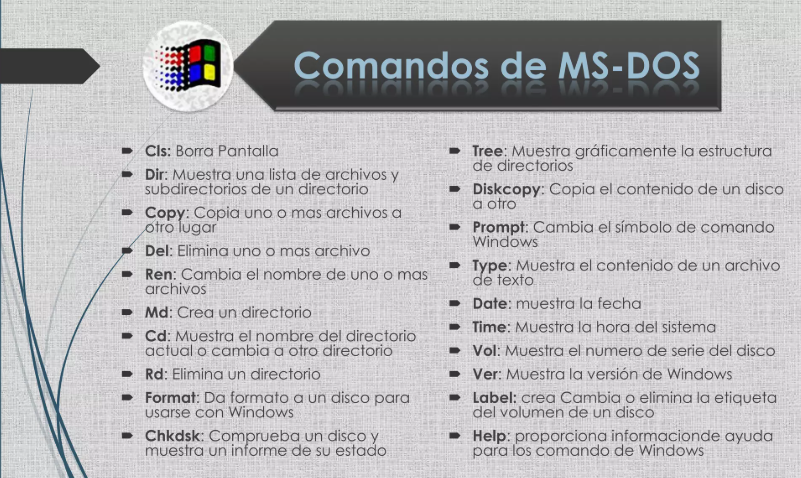 Comandos de MS-DOS
Cls: Borra Pantalla
Dir: Muestra una lista de archivos y
subdirectorios de un directorio
Copy: Copia uno o mas archivos a
otro lugar
Del: Elimina uno o mas archivo
Ren: Cambia el nombre de uno o mas
archivos
Md: Crea un directorio
Cd: Muestra el nombre del directorio
actual o cambia a otro directorio
Rd: Elimina un directorio
Format: Da formato a un disco para
usarse con Windows
Chkdsk: Comprueba un disco y
muestra un informe de su estado
Tree: Muestra gráficamente la estructura
de directorios
Diskcopy: Copia el contenido de un disco
a otro
Prompt: Cambia el símbolo de comando
Windows
Type: Muestra el contenido de un archivo
de texto
Date: muestra la fecha
Time: Muestra la hora del sistema
Vol: Muestra el numero de serie del disco
Ver: Muestra la versión de Windows
Label: crea Cambia o elimina la etiqueta
del volumen de un disco
Help: proporciona informacionde ayuda
para los comando de Windows